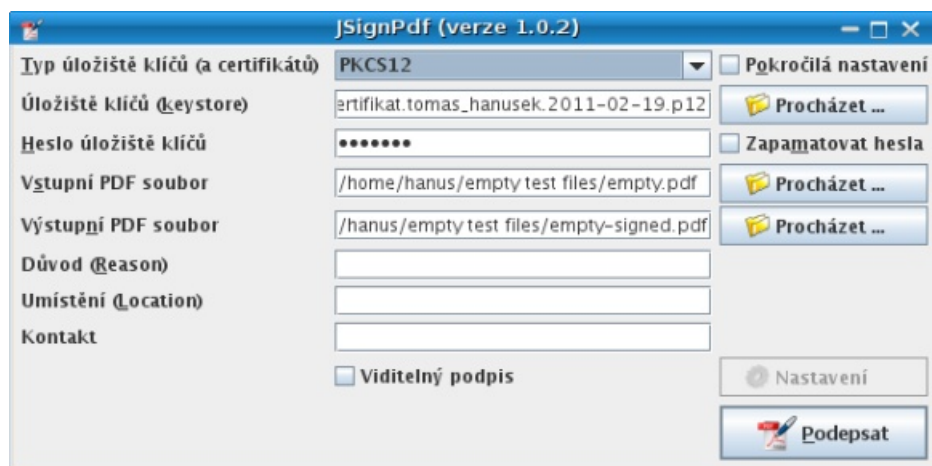 JSignPdf (verze 1.0.2)
Typ úložiště klíčů (a certifikátů) PKCS12 Pokročilá nastavení
Úložiště klíčů (keystore) ertifikat.tomas_hanusek.2011-02-19.p12 Procházet ...
Heslo úložiště klíčů ••••••• Zapamatovat hesla
Vstupní PDF soubor /home/hanus/empty test files/empty.pdf Procházet ...
Výstupní PDF soubor /hanus/empty test files/empty-signed.pdf Procházet ...
Důvod (Reason)
Umístění (Location)
Kontakt
Viditelný podpis Nastavení
Podepsat